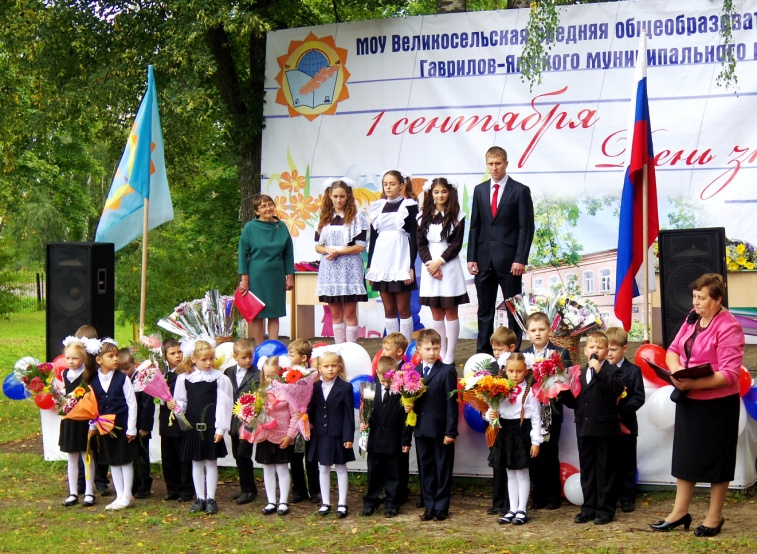 МОУ Великосельская средняя общеобразоват
Гаврилов-Ямского муниципального
1 сентября
День зн